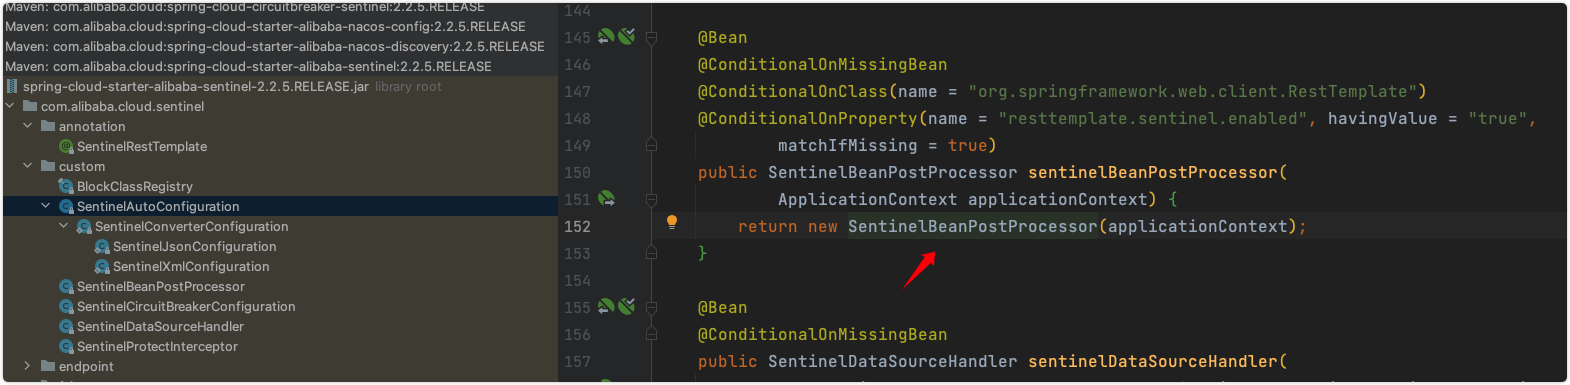 Maven: com.alibaba.cloud:spring-cloud-circuitbreaker-sentinel:2.2.5.RELEASE
Maven: com.alibaba.cloud:spring-cloud-starter-alibaba-nacos-config:2.2.5.RELEASE
Maven: com.alibaba.cloud:spring-cloud-starter-alibaba-nacos-discovery:2.2.5.RELEASE
Maven: com.alibaba.cloud:spring-cloud-starter-alibaba-sentinel:2.2.5.RELEASE
spring-cloud-starter-alibaba-sentinel-2.2.5.RELEASE.jar library root
com.alibaba.cloud.sentinel
annotation
SentinelRestTemplate
custom
BlockClassRegistry
SentinelAutoConfiguration
SentinelConverterConfiguration
SentinelJsonConfiguration
SentinelXmlConfiguration
SentinelBeanPostProcessor
SentinelCircuitBreakerConfiguration
SentinelDataSourceHandler
SentinelProtectInterceptor
endpoint
144
145 @Bean
146 @ConditionalOnMissingBean
147 @ConditionalOnClass(name = "org.springframework.web.client.RestTemplate")
148 @ConditionalOnProperty(name = "resttemplate.sentinel.enabled", havingValue = "true",
149 matchIfMissing = true)
150 public SentinelBeanPostProcessor sentinelBeanPostProcessor(
151 ApplicationContext applicationContext) {
152 return new SentinelBeanPostProcessor(applicationContext);
153 }
154
155 @Bean
156 @ConditionalOnMissingBean
157 public SentinelDataSourceHandler sentinelDataSourceHandler(